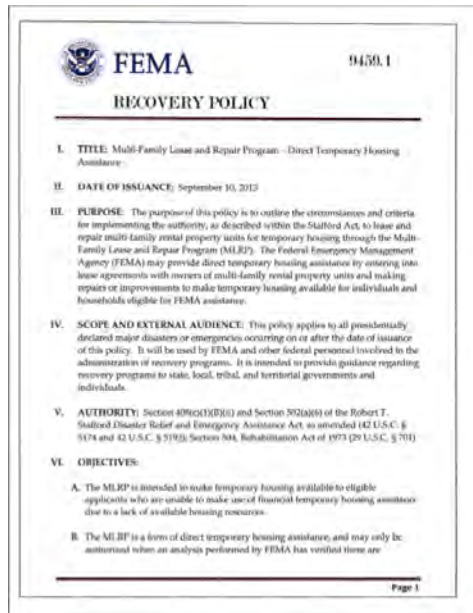 FEMA
9459.1
RECOVERY POLICY
I. TITLE: Multi-Family Lease and Repair Program – Direct Temporary Housing
Assistance
II. DATE OF ISSUANCE: September 10, 2013
III. PURPOSE: The purpose of this policy is to outline the circumstances and criteria
for implementing the authority, as described within the Stafford Act, to lease and
repair multi-family rental property units for temporary housing through the Multi-
Family Lease and Repair Program (MLRP). The Federal Emergency Management
Agency (FEMA) may provide direct temporary housing assistance by entering into
lease agreements with owners of multi-family rental property units and making
repairs or improvements to make temporary housing available for individuals and
households eligible for FEMA assistance.
IV. SCOPE AND EXTERNAL AUDIENCE: This policy applies to all presidentially
declared major disasters or emergencies occurring on or after the date of issuance
of this policy. It will be used by FEMA and other federal personnel involved in the
administration of recovery programs. It is intended to provide guidance regarding
recovery programs to state, local, tribal, and territorial governments and
individuals.
V. AUTHORITY: Section 408(c)(1)(B)(ii) and Section 502(a)(6) of the Robert T.
Stafford Disaster Relief and Emergency Assistance Act, as amended (42 U.S.C. §
5174 and 42 U.S.C. § 5192); Section 504, Rehabilitation Act of 1973 (29 U.S.C. § 701)
VI. OBJECTIVES:
A. The MLRP is intended to make temporary housing available to eligible
applicants who are unable to make use of financial temporary housing assistance
due to a lack of available housing resources.
B. The MLRP is a form of direct temporary housing assistance, and may only be
authorized when an analysis performed by FEMA has verified there are
Page 1